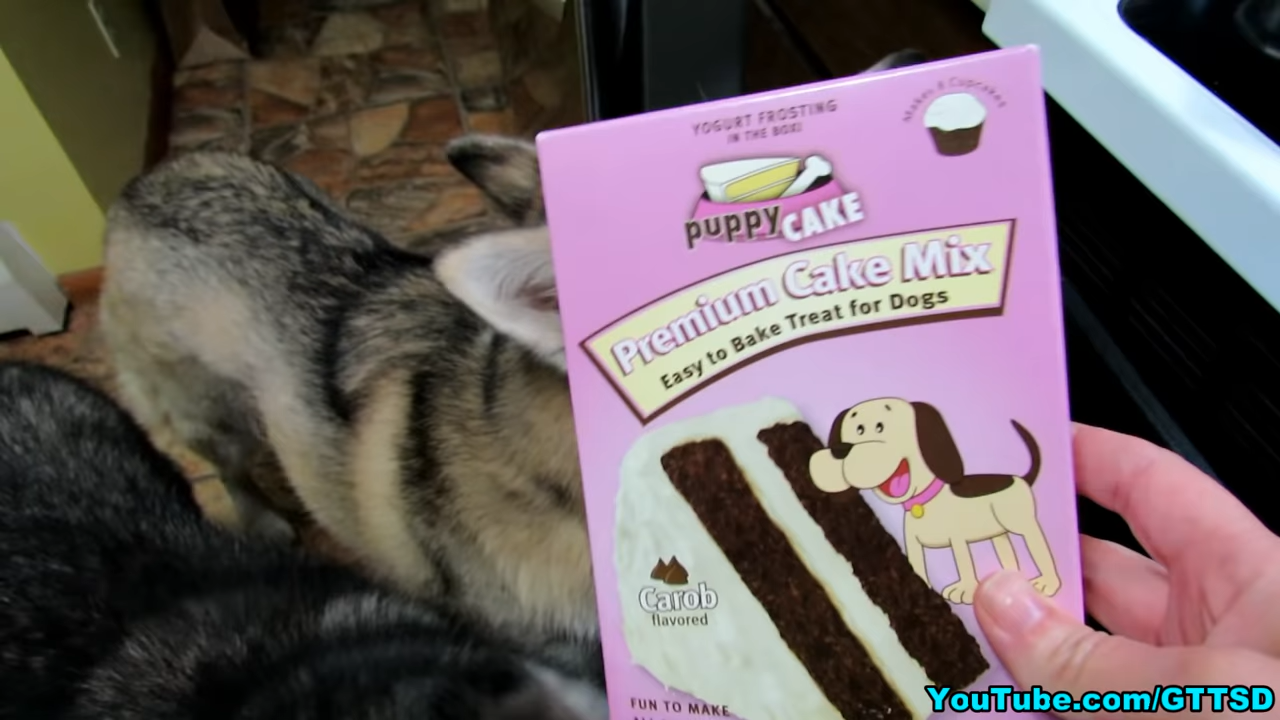 YOGURT FROSTING
IN THE BOX!
Makes 8 Cupcakes
puppy CAKE
Premium Cake Mix
Easy to Bake Treat for Dogs
Carob
flavored
FUN TO MAKE
YouTube.com/GTTSD